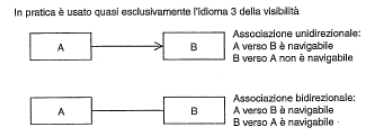 In pratica è usato quasi esclusivamente l'idioma 3 della visibilità
A
B
Associazione unidirezionale:
A verso B è navigabile
B verso A non è navigabile
A
B
Associazione bidirezionale:
A verso B è navigabile
B verso A è navigabile